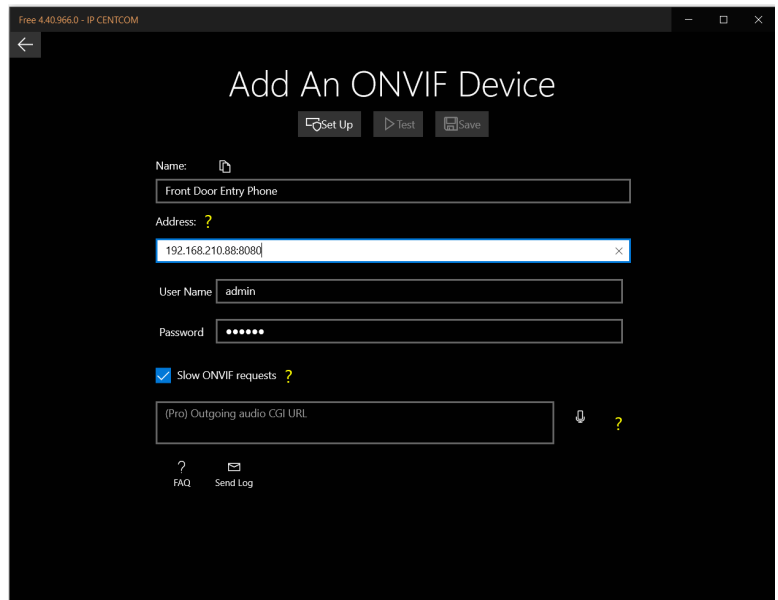 Free 4.40.966.0 - IP CENTCOM
Add An ONVIF Device
Set Up Test Save
Name:
Front Door Entry Phone
Address: ?
192.168.210.88:8080
User Name admin
Password ••••••
Slow ONVIF requests ?
(Pro) Outgoing audio CGI URL
?
?
FAQ Send Log